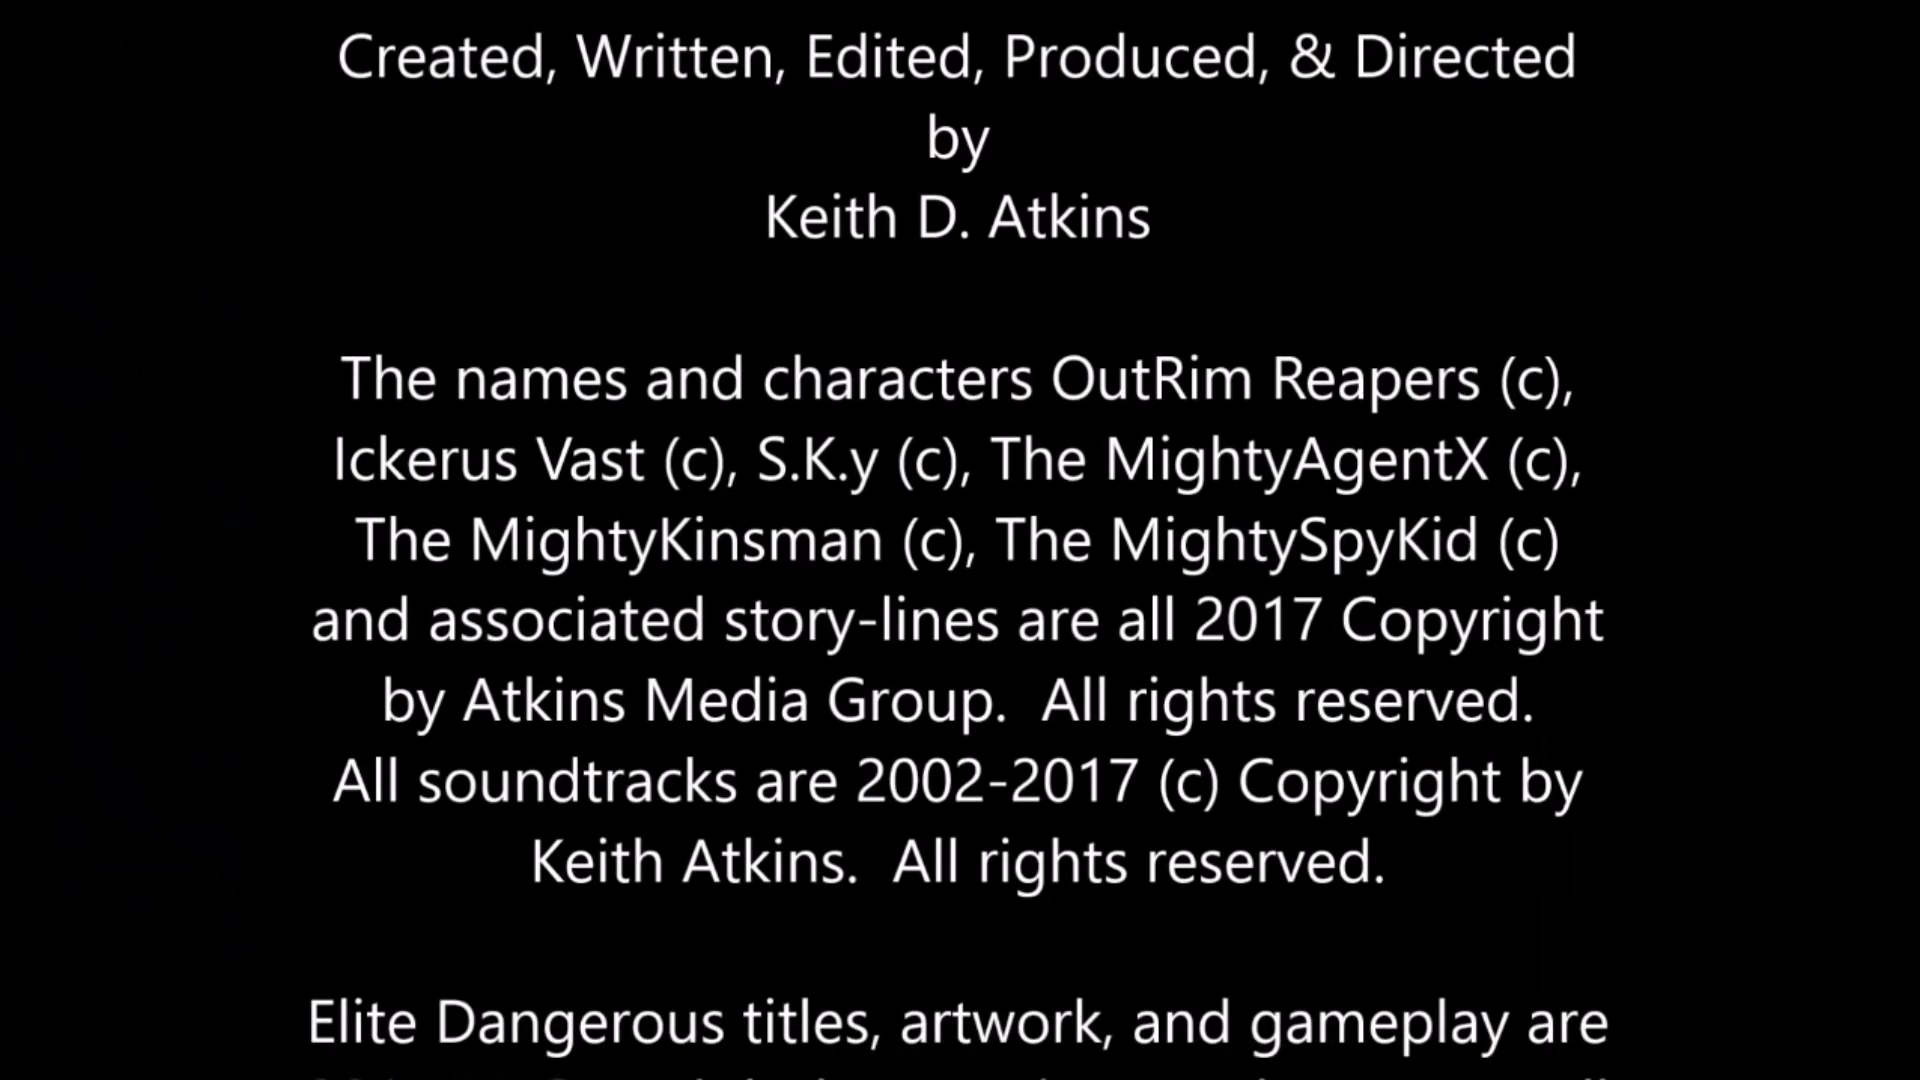 Created, Written, Edited, Produced, & Directed
by
Keith D. Atkins
The names and characters OutRim Reapers (c),
Ickerus Vast (c), S.K.y (c), The MightyAgentX (c),
The MightyKinsman (c), The MightySpyKid (c)
and associated story-lines are all 2017 Copyright
by Atkins Media Group.  All rights reserved.
All soundtracks are 2002-2017 (c) Copyright by
Keith Atkins.  All rights reserved.
Elite Dangerous titles, artwork, and gameplay are